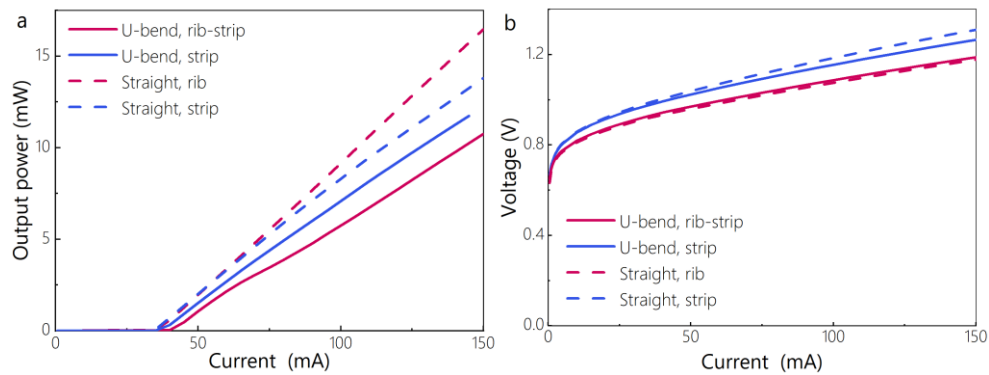 a
U-bend, rib-strip
U-bend, strip
Straight, rib
Straight, strip
15
10
5
0
Output power (mW)
0
50
100
150
Current (mA)
b
1.2
0.8
0.4
0.0
Voltage (V)
U-bend, rib-strip
U-bend, strip
Straight, rib
Straight, strip
0
50
100
150
Current (mA)